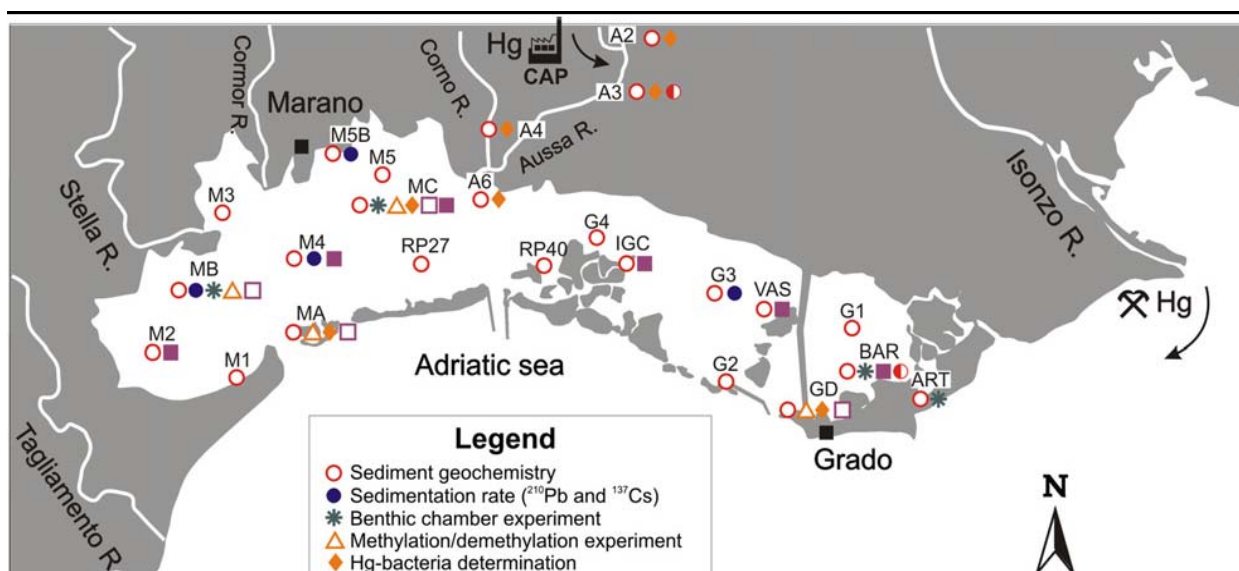 A2
Hg
CAP
Corno R.
Cormor R.
A3
Marano
A4
M5B
Aussa R.
M5
Isonzo R.
Stella R.
M3
MC
A6
G4
M4
RP27
RP40
IGC
MB
G3
VAS
Hg
MA
G1
M2
Adriatic sea
BAR
M1
G2
ART
GD
Tagliamento R.
Grado
Legend
Sediment geochemistry
Sedimentation rate (²¹⁰Pb and ¹³⁷Cs)
Benthic chamber experiment
Methylation/demethylation experiment
Hg-bacteria determination
N